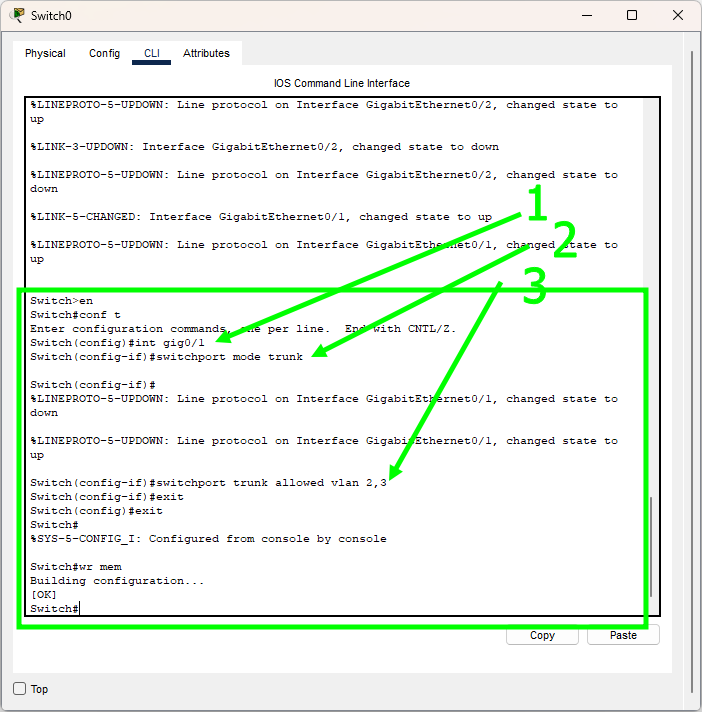 Switch0
Physical Config CLI Attributes
IOS Command Line Interface
%LINEPROTO-5-UPDOWN: Line protocol on Interface GigabitEthernet0/2, changed state to
up
%LINK-3-UPDOWN: Interface GigabitEthernet0/2, changed state to down
%LINEPROTO-5-UPDOWN: Line protocol on Interface GigabitEthernet0/2, changed state to
down
%LINK-5-CHANGED: Interface GigabitEthernet0/1, changed state to up
1
%LINEPROTO-5-UPDOWN: Line protocol on Interface GigabitEthernet0/1, changed state to
up
2
3
Switch>en
Switch#conf t
Enter configuration commands, one per line.  End with CNTL/Z.
Switch(config)#int gig0/1
Switch(config-if)#switchport mode trunk
Switch(config-if)#
%LINEPROTO-5-UPDOWN: Line protocol on Interface GigabitEthernet0/1, changed state to
down
%LINEPROTO-5-UPDOWN: Line protocol on Interface GigabitEthernet0/1, changed state to
up
Switch(config-if)#switchport trunk allowed vlan 2,3
Switch(config-if)#exit
Switch(config)#exit
Switch#
%SYS-5-CONFIG_I: Configured from console by console
Switch#wr mem
Building configuration...
[OK]
Switch#
Copy Paste
Top